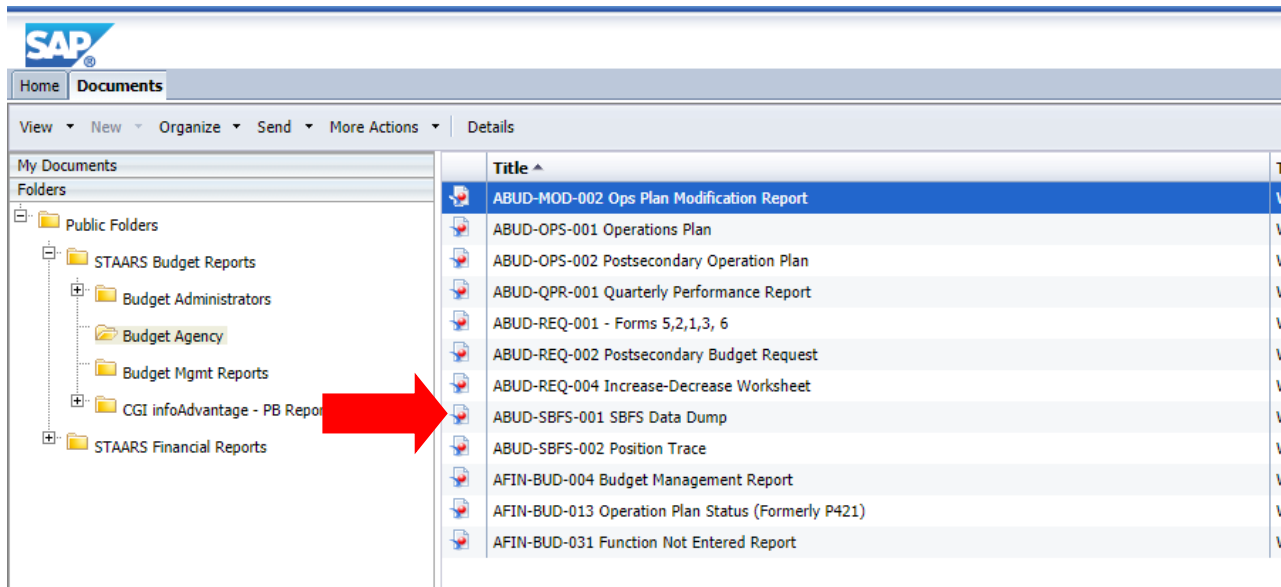 SAP®
Home Documents
View New Organize Send More Actions Details
My Documents
Folders
Public Folders
STAARS Budget Reports
Budget Administrators
Budget Agency
Budget Mgmt Reports
CGI infoAdvantage - PB Repor
STAARS Financial Reports
Title
ABUD-MOD-002 Ops Plan Modification Report
ABUD-OPS-001 Operations Plan
ABUD-OPS-002 Postsecondary Operation Plan
ABUD-QPR-001 Quarterly Performance Report
ABUD-REQ-001 - Forms 5,2,1,3, 6
ABUD-REQ-002 Postsecondary Budget Request
ABUD-REQ-004 Increase-Decrease Worksheet
ABUD-SBFS-001 SBFS Data Dump
ABUD-SBFS-002 Position Trace
AFIN-BUD-004 Budget Management Report
AFIN-BUD-013 Operation Plan Status (Formerly P421)
AFIN-BUD-031 Function Not Entered Report